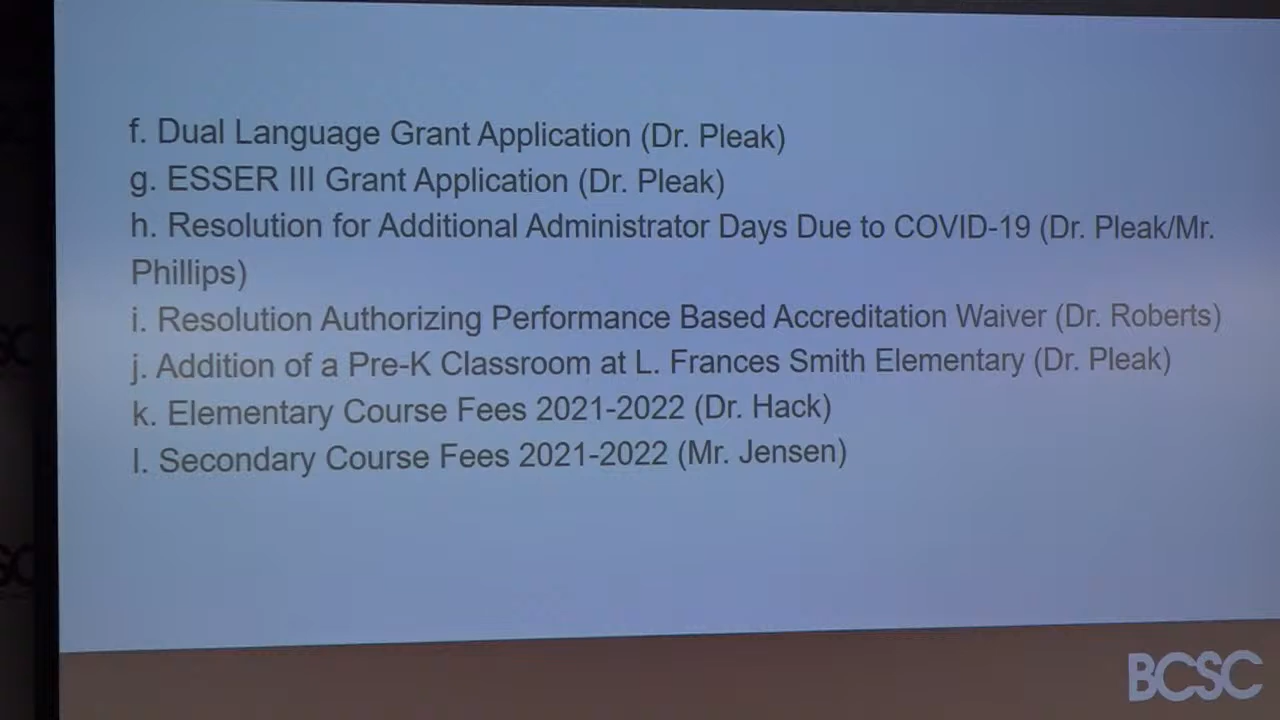 f. Dual Language Grant Application (Dr. Pleak)
g. ESSER III Grant Application (Dr. Pleak)
h. Resolution for Additional Administrator Days Due to COVID-19 (Dr. Pleak/Mr.
Phillips)
i. Resolution Authorizing Performance Based Accreditation Waiver (Dr. Roberts)
j. Addition of a Pre-K Classroom at L. Frances Smith Elementary (Dr. Pleak)
k. Elementary Course Fees 2021-2022 (Dr. Hack)
l. Secondary Course Fees 2021-2022 (Mr. Jensen)
BCSC